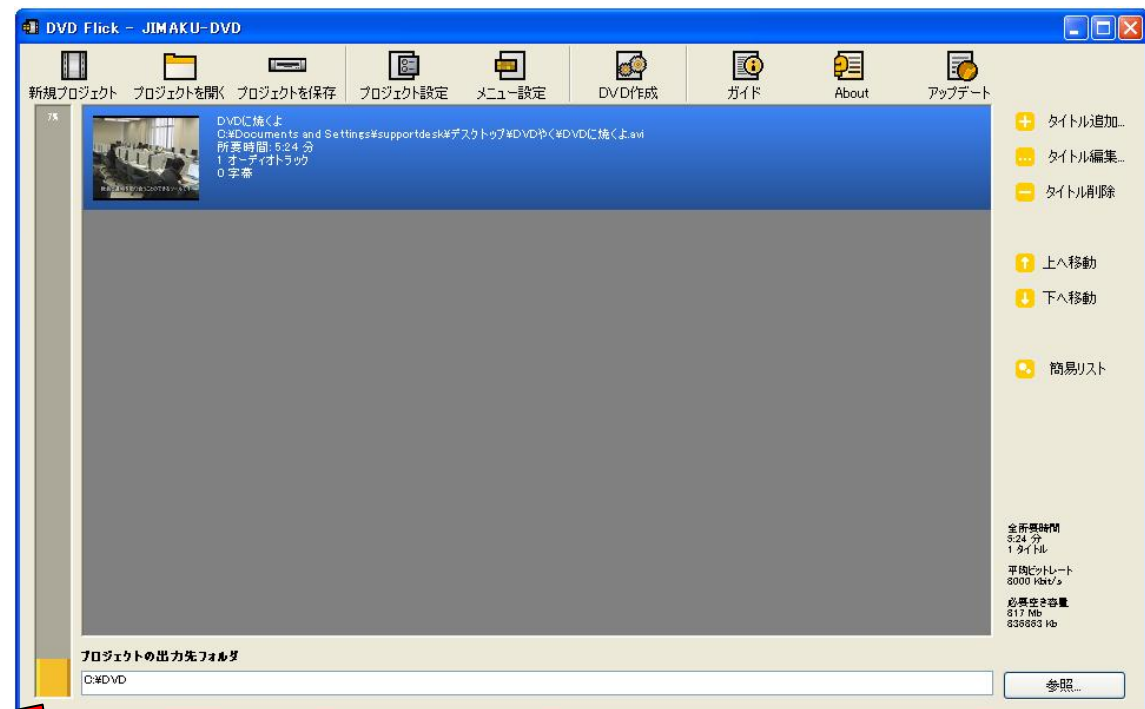 DVD Flick - JIMAKU-DVD
新規プロジェクト プロジェクトを開く プロジェクトを保存 プロジェクト設定 メニュー設定 DVD作成 ガイド About アップデート
7%
DVDに焼くよ
C:¥Documents and Settings¥supportdesk¥デスクトップ¥DVDやく¥DVDに焼くよ.avi
所要時間: 5:24 分
1 オーディオトラック
0 字幕
タイトル追加...
タイトル編集...
タイトル削除
上へ移動
下へ移動
簡易リスト
全所要時間
5:24 分
1 タイトル
平均ビットレート
8000 Kbit/s
必要空き容量
817 Mb
836863 Kb
プロジェクトの出力先フォルダ
C:¥DVD
参照...